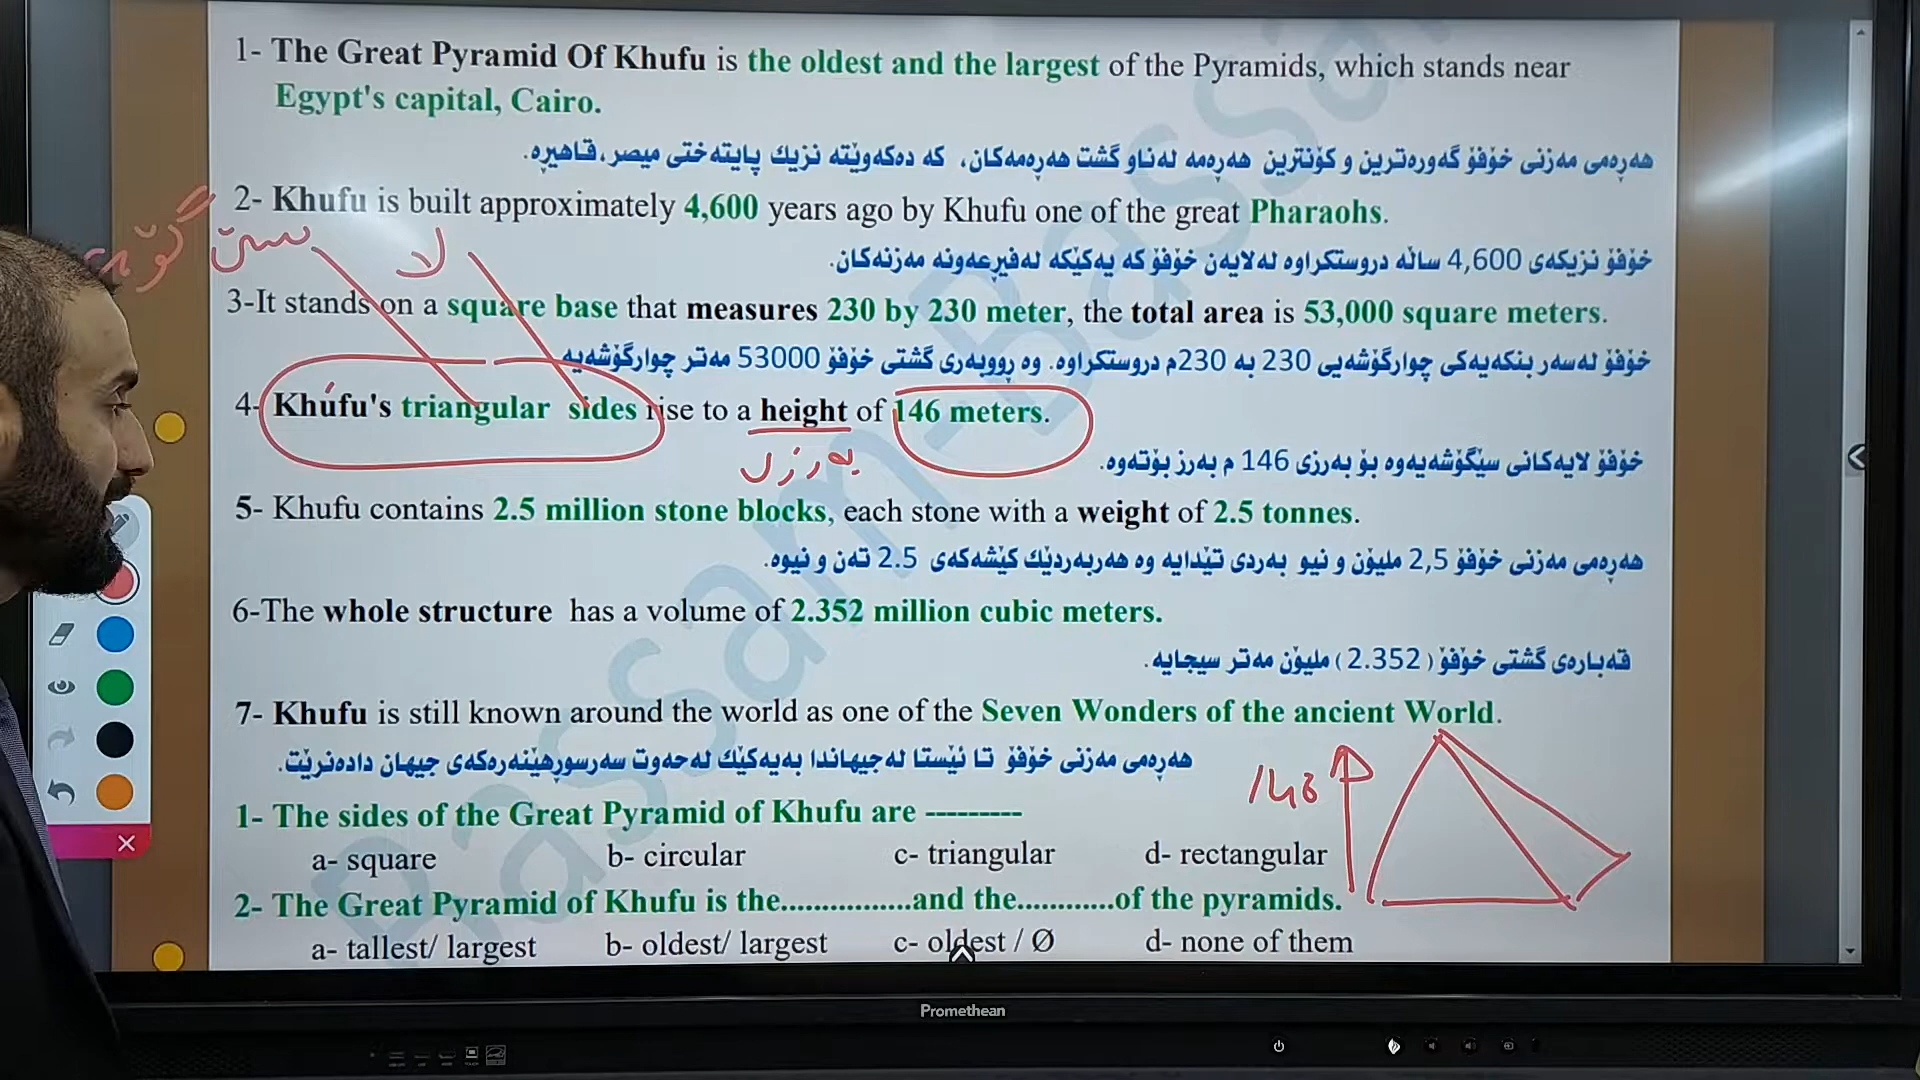 1- The Great Pyramid Of Khufu is the oldest and the largest of the Pyramids, which stands near
Egypt's capital, Cairo.
هەڕەمی مەزنی خۆفۆ گەورەترین و کۆنترین هەڕەمە لەناو گشت هەڕەمەکان، کە دەکەوێتە نزیك پایتەختی میصر، قاهیرە.
2- Khufu is built approximately 4,600 years ago by Khufu one of the great Pharaohs.
خۆفۆ نزیکەی 4,600 ساڵە دروستکراوە لەلایەن خۆفۆ کە یەکێکە لەفیرعەونە مەزنەکان.
3-It stands on a square base that measures 230 by 230 meter, the total area is 53,000 square meters.
خۆفۆ لەسەر بنکەیەکی چوارگۆشەیی 230 بە 230م دروستکراوە. وە ڕووبەری گشتی خۆفۆ 53000 مەتر چوارگۆشەیە
4- Khufu's triangular sides rise to a height of 146 meters.
خۆفۆ لایەکانی سێگۆشەیەوە بۆ بەرزی 146 م بەرز بۆتەوە.
5- Khufu contains 2.5 million stone blocks, each stone with a weight of 2.5 tonnes.
هەڕەمی مەزنی خۆفۆ 2,5 ملیۆن و نیو بەردی تێدایە وە هەربەردێك کێشەکەی 2.5 تەن و نیوە.
6-The whole structure has a volume of 2.352 million cubic meters.
قەبارەی گشتی خۆفۆ (2.352) ملیۆن مەتر سیجایە.
7- Khufu is still known around the world as one of the Seven Wonders of the ancient World.
هەڕەمی مەزنی خۆفۆ تا ئێستا لەجیهاندا بەیەکێك لەحەوت سەرسوڕهێنەرەکەی جیهان دادەنرێت.
146
1- The sides of the Great Pyramid of Khufu are ---------
a- square b- circular c- triangular d- rectangular
2- The Great Pyramid of Khufu is the...............and the............of the pyramids.
a- tallest/ largest b- oldest/ largest c- oldest / Ø d- none of them
Promethean